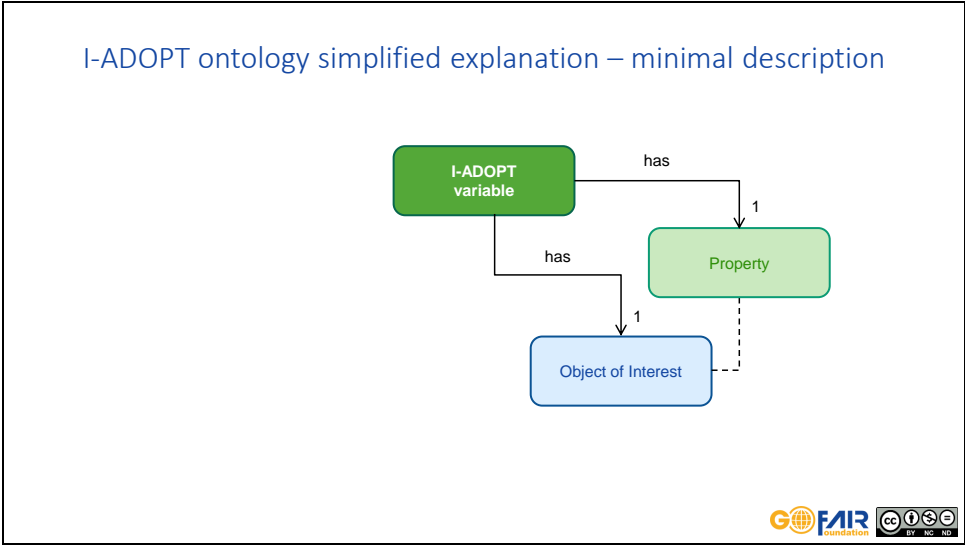 I-ADOPT ontology simplified explanation – minimal description
I-ADOPT
variable
has
1
Property
has
1
Object of Interest
GO FAIR
Foundation
cc
BY NC ND